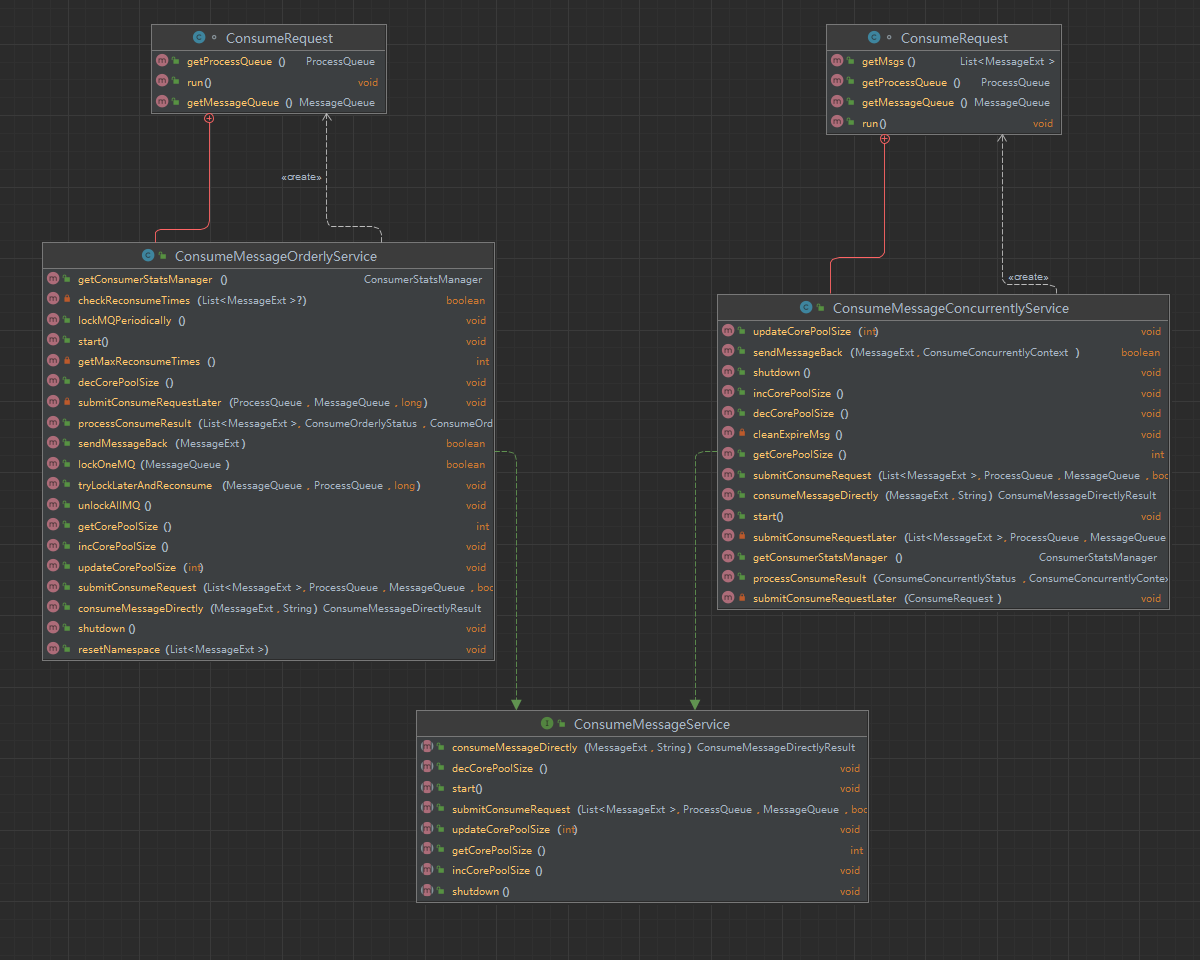 ConsumeRequest
getProcessQueue () ProcessQueue
run() void
getMessageQueue () MessageQueue
ConsumeRequest
getMsgs () List<MessageExt >
getProcessQueue () ProcessQueue
getMessageQueue () MessageQueue
run() void
«create»
«create»
ConsumeMessageOrderlyService
getConsumerStatsManager () ConsumerStatsManager
checkReconsumeTimes (List<MessageExt >?) boolean
lockMQPeriodically () void
start() void
getMaxReconsumeTimes () int
decCorePoolSize () void
submitConsumeRequestLater (ProcessQueue , MessageQueue , long) void
processConsumeResult (List<MessageExt >, ConsumeOrderlyStatus , ConsumeOrd
sendMessageBack (MessageExt) boolean
lockOneMQ (MessageQueue ) boolean
tryLockLaterAndReconsume (MessageQueue , ProcessQueue , long) void
unlockAllMQ () void
getCorePoolSize () int
incCorePoolSize () void
updateCorePoolSize (int) void
submitConsumeRequest (List<MessageExt >, ProcessQueue , MessageQueue , boc
consumeMessageDirectly (MessageExt , String) ConsumeMessageDirectlyResult
shutdown () void
resetNamespace (List<MessageExt >) void
ConsumeMessageConcurrentlyService
updateCorePoolSize (int) void
sendMessageBack (MessageExt , ConsumeConcurrentlyContext ) boolean
shutdown () void
incCorePoolSize () void
decCorePoolSize () void
cleanExpireMsg () void
getCorePoolSize () int
submitConsumeRequest (List<MessageExt >, ProcessQueue , MessageQueue , boc
consumeMessageDirectly (MessageExt , String) ConsumeMessageDirectlyResult
start() void
submitConsumeRequestLater (List<MessageExt >, ProcessQueue , MessageQueue
getConsumerStatsManager () ConsumerStatsManager
processConsumeResult (ConsumeConcurrentlyStatus , ConsumeConcurrentlyContex
submitConsumeRequestLater (ConsumeRequest ) void
ConsumeMessageService
consumeMessageDirectly (MessageExt , String) ConsumeMessageDirectlyResult
decCorePoolSize () void
start() void
submitConsumeRequest (List<MessageExt >, ProcessQueue , MessageQueue , boc
updateCorePoolSize (int) void
getCorePoolSize () int
incCorePoolSize () void
shutdown () void